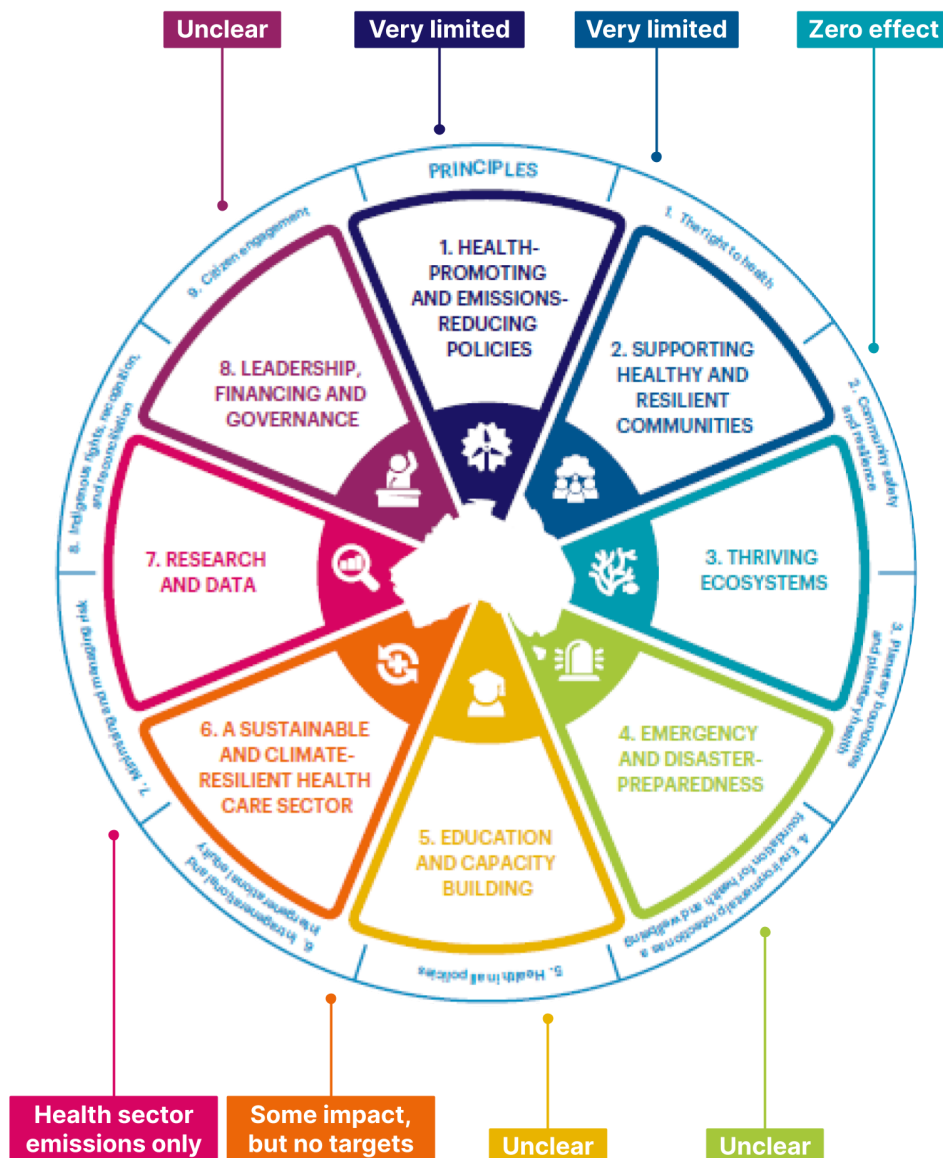 Unclear
Very limited
Very limited
Zero effect
PRINCIPLES
1. The right to health
2. Community safety
and resilience
3. Planetary boundaries
and planetary health
4. Environmental protection as a
foundation for health and wellbeing
5. Health in all policies
6. Intragenerational and
intergenerational equity
7. Minimising and managing risk
8. Indigenous rights, recognition,
and reconciliation
9. Citizen engagement
1. HEALTH-
PROMOTING
AND EMISSIONS-
REDUCING
POLICIES
2. SUPPORTING
HEALTHY AND
RESILIENT
COMMUNITIES
3. THRIVING
ECOSYSTEMS
4. EMERGENCY
AND DISASTER-
PREPAREDNESS
5. EDUCATION
AND CAPACITY
BUILDING
6. A SUSTAINABLE
AND CLIMATE-
RESILIENT HEALTH
CARE SECTOR
7. RESEARCH
AND DATA
8. LEADERSHIP,
FINANCING AND
GOVERNANCE
Health sector
emissions only
Some impact,
but no targets
Unclear
Unclear